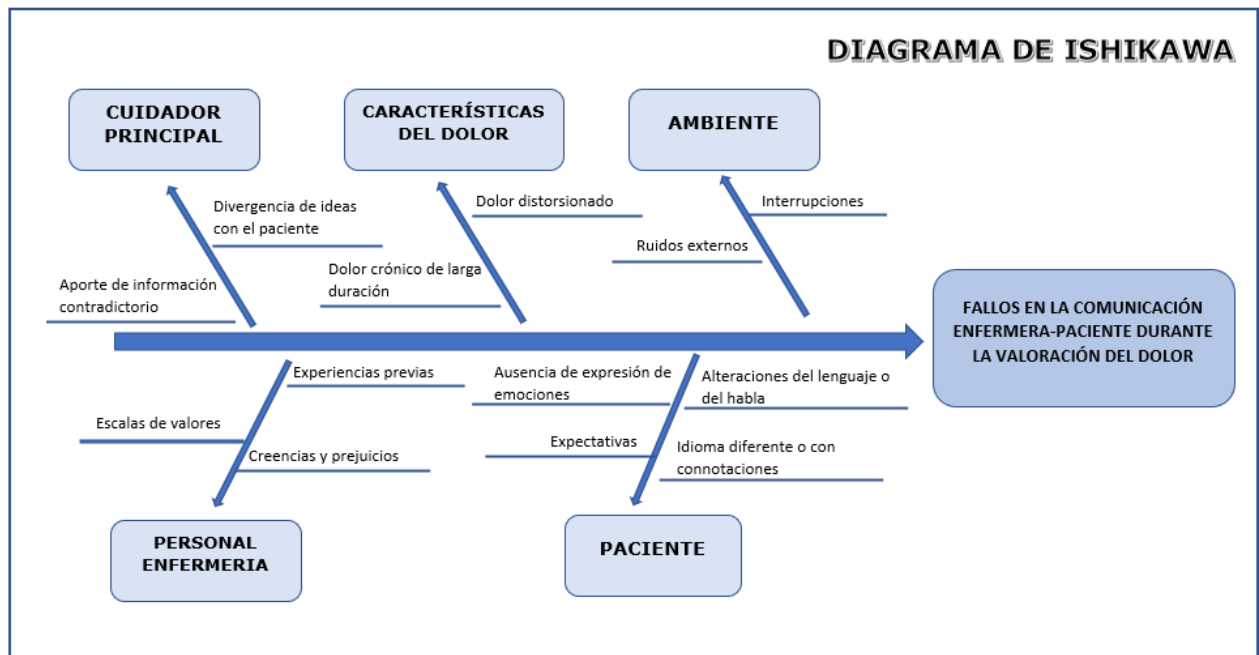 DIAGRAMA DE ISHIKAWA
CUIDADOR
PRINCIPAL
CARACTERÍSTICAS
DEL DOLOR
AMBIENTE
Divergencia de ideas
con el paciente
Aporte de información
contradictorio
Dolor distorsionado
Dolor crónico de larga
duración
Interrupciones
Ruidos externos
FALLOS EN LA COMUNICACIÓN
ENFERMERA-PACIENTE DURANTE
LA VALORACIÓN DEL DOLOR
Experiencias previas
Escalas de valores
Creencias y prejuicios
Ausencia de expresión de
emociones
Alteraciones del lenguaje o
del habla
Expectativas
Idioma diferente o con
connotaciones
PERSONAL
ENFERMERIA
PACIENTE